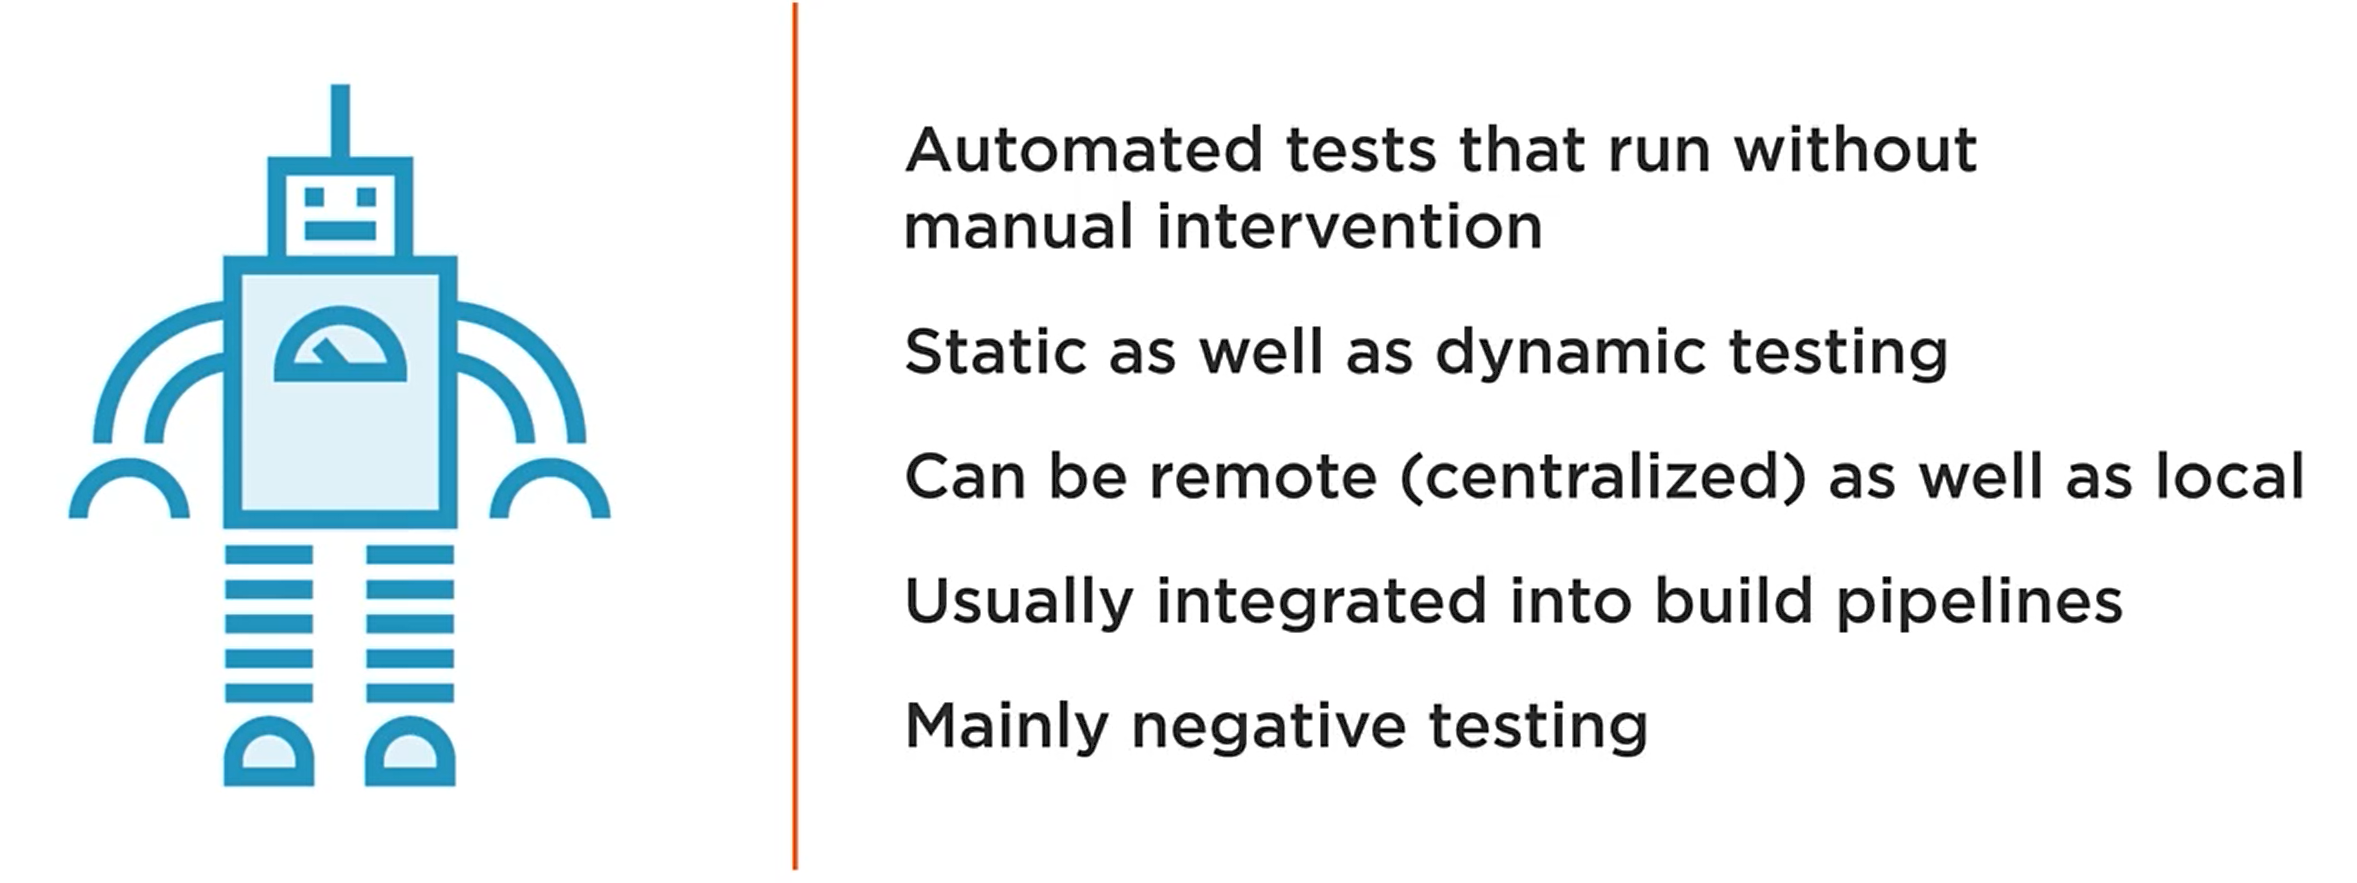 Automated tests that run without
manual intervention
Static as well as dynamic testing
Can be remote (centralized) as well as local
Usually integrated into build pipelines
Mainly negative testing